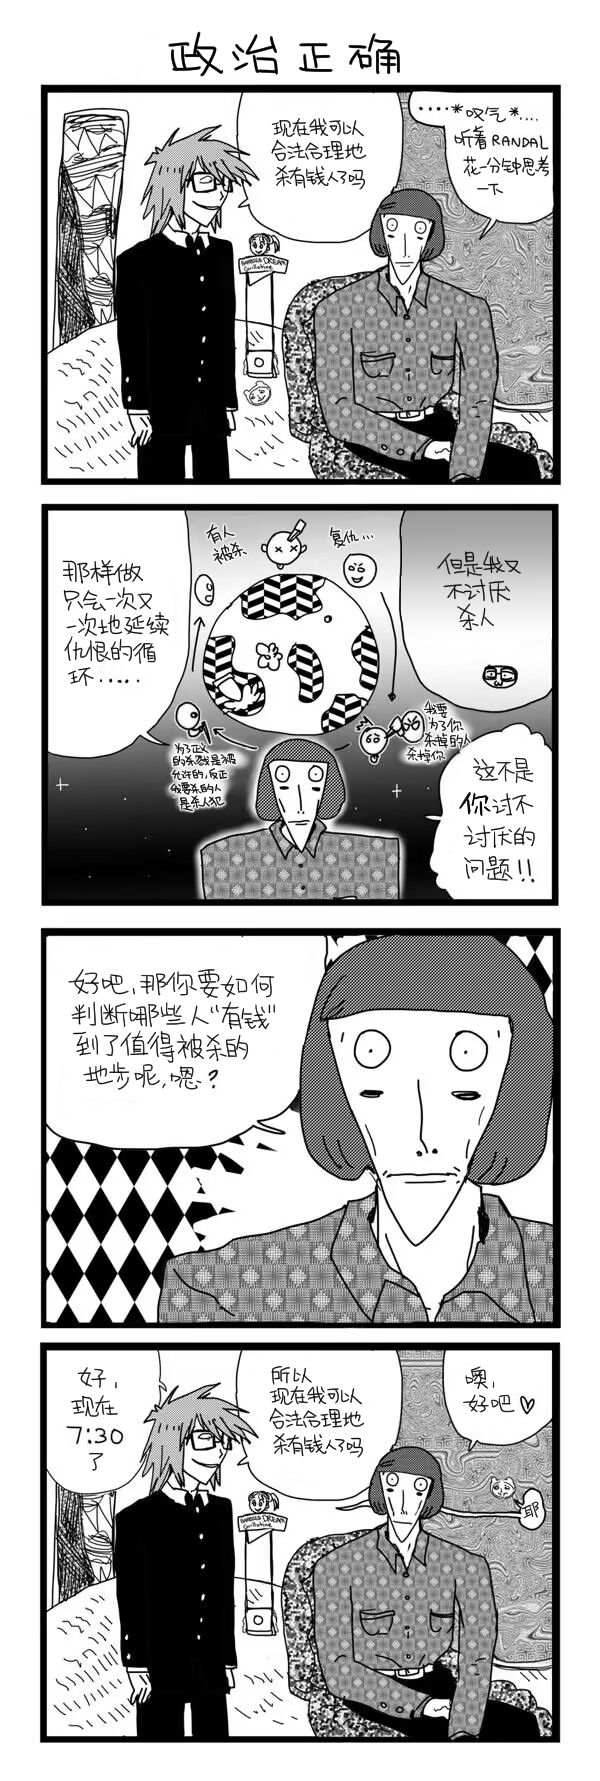 政治正确
现在我可以
合法合理地
杀有钱人了吗
....*叹气*....
听着RANDAL
花一分钟思考
一下
BARBIES DREAM
Guillotine
那样做
只会一次又
一次地延续
仇恨的循
环.....
有人
被杀
复仇...
我要
为了你
杀掉的人
杀掉你
为了正义
的杀戮是被
允许的,反正
我要杀的人
是杀人犯
但是我又
不讨厌
杀人
这不是
你讨不
讨厌的
问题!!
好吧,那你要如何
判断哪些人“有钱”
到了值得被杀的
地步呢,嗯?
好,
现在
7:30
了
所以
现在我可以
合法合理地
杀有钱人了吗
噢,
好吧♡
耶
BARBIES DREAM
Guillotine